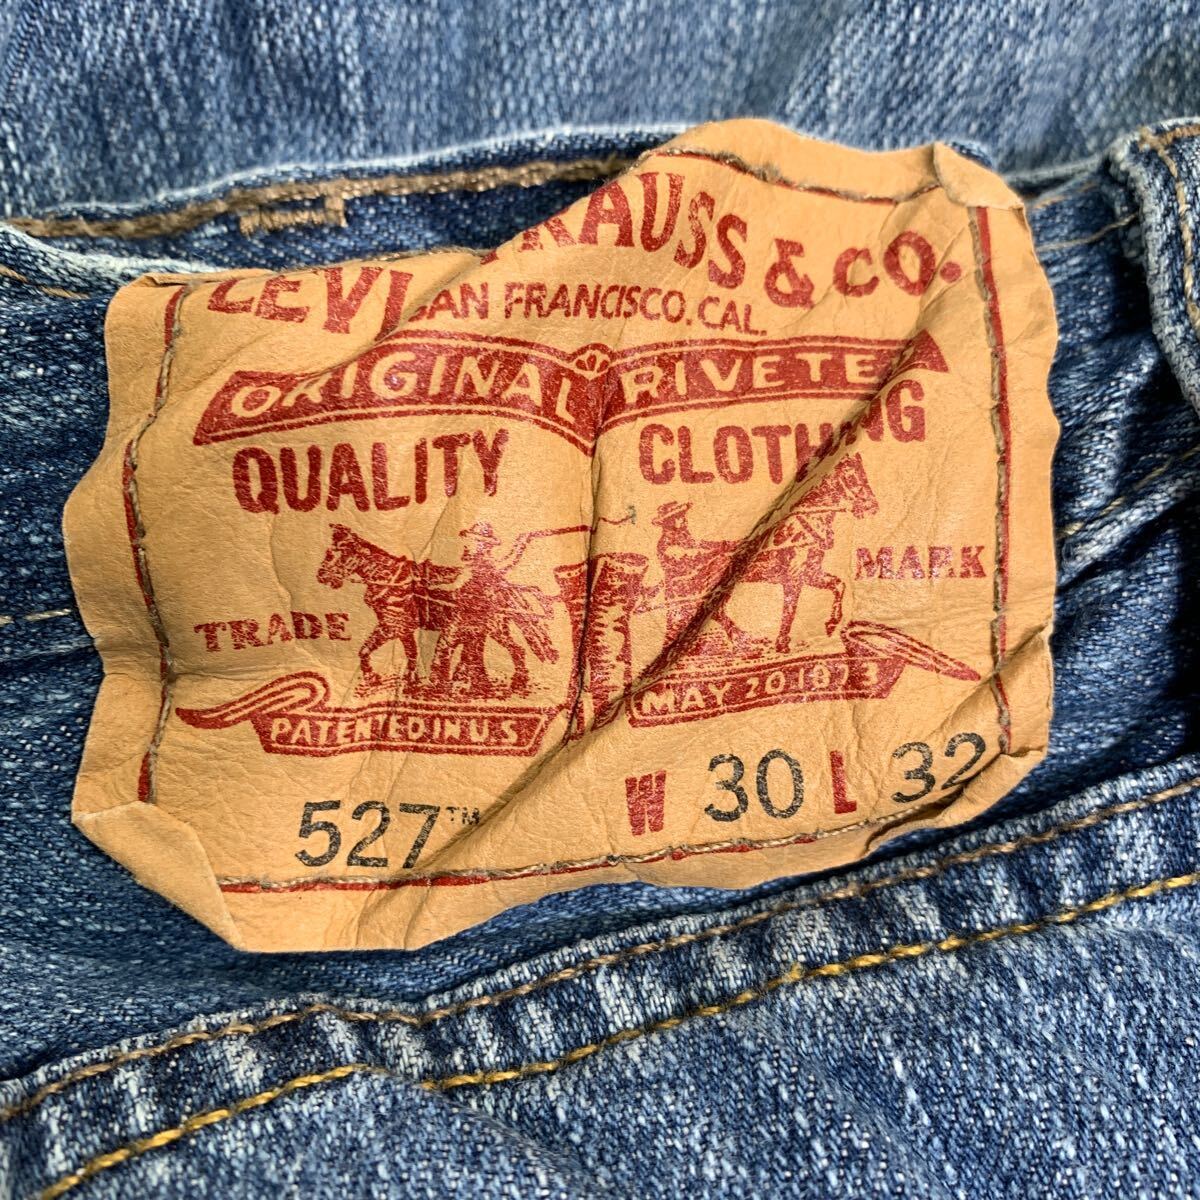 LEVI STRAUSS & CO.
SAN FRANCISCO. CAL.
ORIGINAL RIVETED
QUALITY CLOTHING
TRADE MARK
PATENTED IN U.S. MAY 20 1873
527™ W 30 L 32